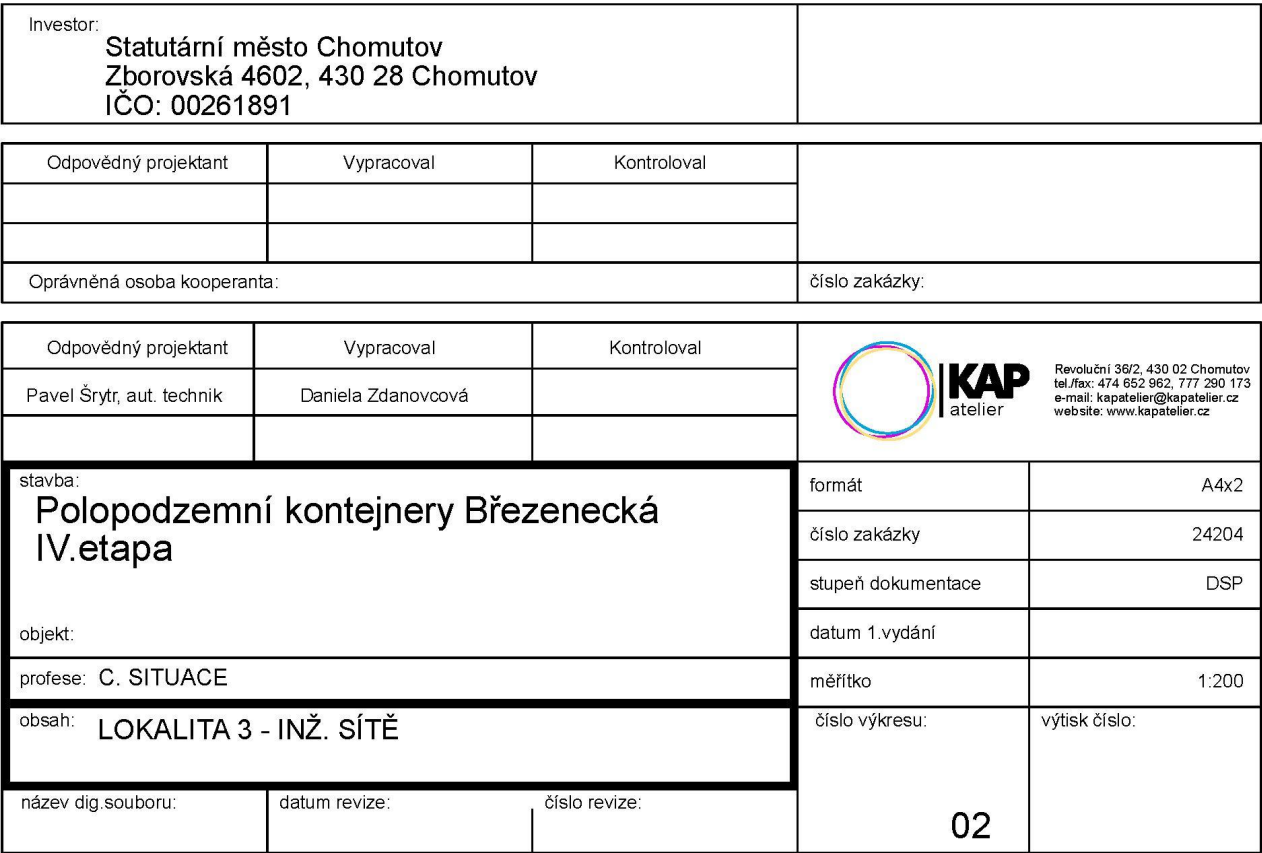 Investor:
Statutární město Chomutov
Zborovská 4602, 430 28 Chomutov
IČO: 00261891
Odpovědný projektant Vypracoval Kontroloval
Oprávněná osoba kooperanta: číslo zakázky:
Odpovědný projektant Vypracoval Kontroloval
Pavel Šrytr, aut. technik Daniela Zdanovcová
KAP
atelier
Revoluční 36/2, 430 02 Chomutov
tel./fax: 474 652 962, 777 290 173
e-mail: kapatelier@kapatelier.cz
website: www.kapatelier.cz
stavba:
Polopodzemní kontejnery Březenecká
IV.etapa
objekt:
profese: C. SITUACE
obsah: LOKALITA 3 - INŽ. SÍTĚ
název dig.souboru: datum revize: číslo revize:
formát A4x2
číslo zakázky 24204
stupeň dokumentace DSP
datum 1.vydání
měřítko 1:200
číslo výkresu: výtisk číslo:
02